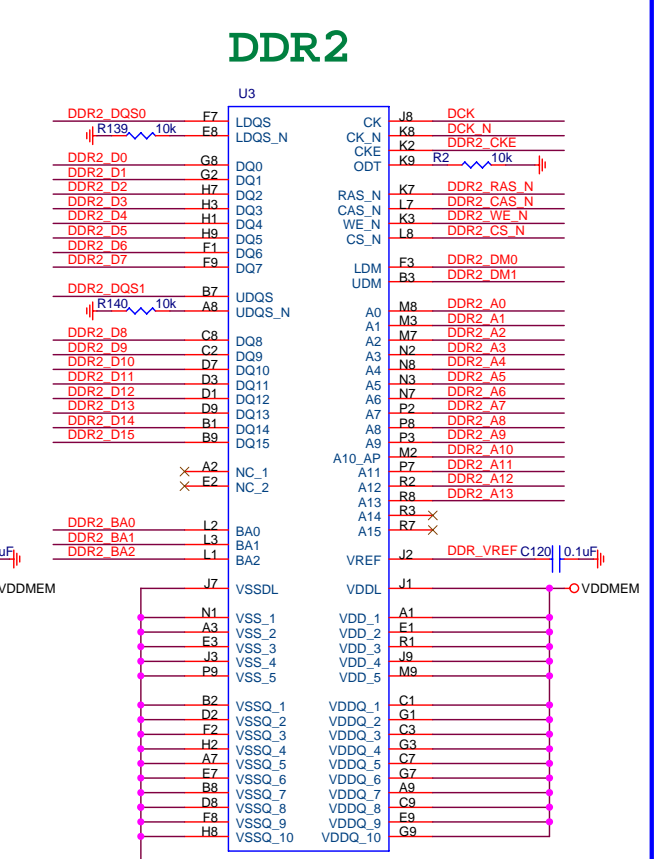 DDR2
U3
DDR2_DQS0 F7 LDQS CK J8 DCK
R139 10k E8 LDQS_N CK_N K8 DCK_N
CKE K2 DDR2_CKE
DDR2_D0 G8 DQ0 ODT K9 R2 10k
DDR2_D1 G2 DQ1
DDR2_D2 H7 DQ2 RAS_N K7 DDR2_RAS_N
DDR2_D3 H3 DQ3 CAS_N L7 DDR2_CAS_N
DDR2_D4 H1 DQ4 WE_N K3 DDR2_WE_N
DDR2_D5 H9 DQ5 CS_N L8 DDR2_CS_N
DDR2_D6 F1 DQ6
DDR2_D7 F9 DQ7 LDM F3 DDR2_DM0
UDM B3 DDR2_DM1
DDR2_DQS1 B7 UDQS
R140 10k A8 UDQS_N A0 M8 DDR2_A0
A1 M3 DDR2_A1
DDR2_D8 C8 DQ8 A2 M7 DDR2_A2
DDR2_D9 C2 DQ9 A3 N2 DDR2_A3
DDR2_D10 D7 DQ10 A4 N8 DDR2_A4
DDR2_D11 D3 DQ11 A5 N3 DDR2_A5
DDR2_D12 D1 DQ12 A6 N7 DDR2_A6
DDR2_D13 D9 DQ13 A7 P2 DDR2_A7
DDR2_D14 B1 DQ14 A8 P8 DDR2_A8
DDR2_D15 B9 DQ15 A9 P3 DDR2_A9
A10_AP M2 DDR2_A10
A2 NC_1 A11 P7 DDR2_A11
E2 NC_2 A12 R2 DDR2_A12
A13 R8 DDR2_A13
A14 R3
DDR2_BA0 L2 BA0 A15 R7
DDR2_BA1 L3 BA1
uF DDR2_BA2 L1 BA2 VREF J2 DDR_VREF C120 0.1uF
VDDMEM J7 VSSDL VDDL J1 VDDMEM
N1 VSS_1 VDD_1 A1
A3 VSS_2 VDD_2 E1
E3 VSS_3 VDD_3 R1
J3 VSS_4 VDD_4 J9
P9 VSS_5 VDD_5 M9
B2 VSSQ_1 VDDQ_1 C1
D2 VSSQ_2 VDDQ_2 G1
F2 VSSQ_3 VDDQ_3 C3
H2 VSSQ_4 VDDQ_4 G3
A7 VSSQ_5 VDDQ_5 C7
E7 VSSQ_6 VDDQ_6 G7
B8 VSSQ_7 VDDQ_7 A9
D8 VSSQ_8 VDDQ_8 C9
F8 VSSQ_9 VDDQ_9 E9
H8 VSSQ_10 VDDQ_10 G9